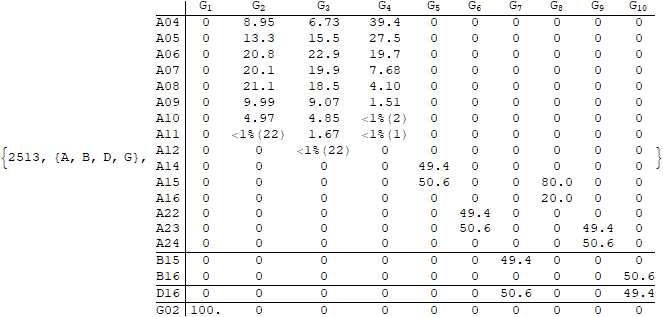 G1 G2 G3 G4 G5 G6 G7 G8 G9 G10
A04 0 8.95 6.73 39.4 0 0 0 0 0 0
A05 0 13.3 15.5 27.5 0 0 0 0 0 0
A06 0 20.8 22.9 19.7 0 0 0 0 0 0
A07 0 20.1 19.9 7.68 0 0 0 0 0 0
A08 0 21.1 18.5 4.10 0 0 0 0 0 0
A09 0 9.99 9.07 1.51 0 0 0 0 0 0
A10 0 4.97 4.85 <1%(2) 0 0 0 0 0 0
A11 0 <1%(22) 1.67 <1%(1) 0 0 0 0 0 0
A12 0 0 <1%(22) 0 0 0 0 0 0 0
{2513, {A, B, D, G}, }
A14 0 0 0 0 49.4 0 0 0 0 0
A15 0 0 0 0 50.6 0 0 80.0 0 0
A16 0 0 0 0 0 0 0 20.0 0 0
A22 0 0 0 0 0 49.4 0 0 0 0
A23 0 0 0 0 0 50.6 0 0 49.4 0
A24 0 0 0 0 0 0 0 0 50.6 0
B15 0 0 0 0 0 0 49.4 0 0 0
B16 0 0 0 0 0 0 0 0 0 50.6
D16 0 0 0 0 0 0 50.6 0 0 49.4
G02 100. 0 0 0 0 0 0 0 0 0